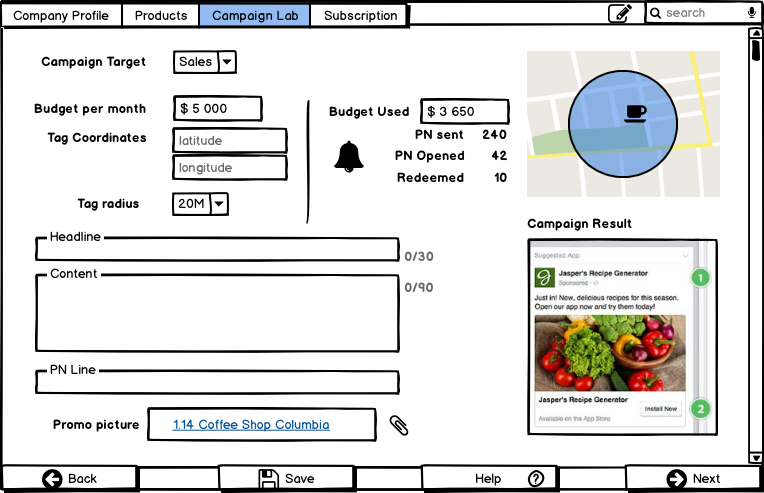 Company Profile
Products
Campaign Lab
Subscription
search
Campaign Target
Sales
Budget per month
$ 5 000
Tag Coordinates
latitude
longitude
Tag radius
20M
Budget Used
$ 3 650
PN sent 240
PN Opened 42
Redeemed 10
Headline
0/30
Content
0/90
PN Line
Promo picture
1.14 Coffee Shop Columbia
Campaign Result
Suggested App
Jasper's Recipe Generator
Sponsored ·
1
Just in! Now, delicious recipes for this season.
Open our app now and try them today!
Jasper's Recipe Generator
Install Now
2
Available on the App Store
Back
Save
Help
Next